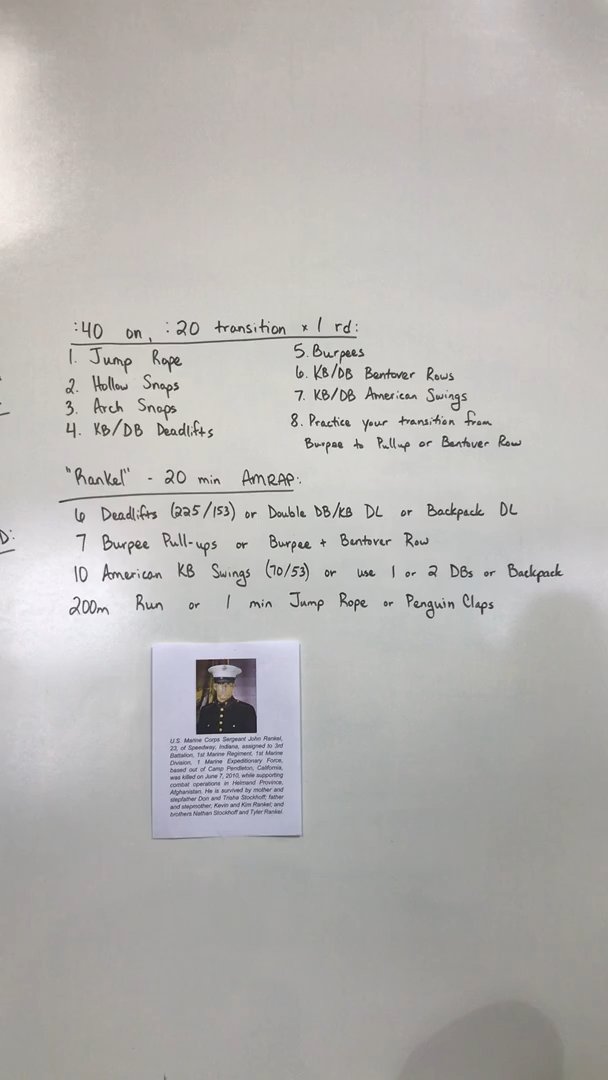 :40 on, :20 transition x 1 rd:
1. Jump Rope
2. Hollow Snaps
3. Arch Snaps
4. KB/DB Deadlifts
5. Burpees
6. KB/DB Bentover Rows
7. KB/DB American Swings
8. Practice your transition from
Burpee to Pullup or Bentover Row
"Rankel" - 20 min AMRAP:
6 Deadlifts (225/153) or Double DB/KB DL or Backpack DL
D:
7 Burpee Pull-ups or Burpee + Bentover Row
10 American KB Swings (70/53) or use 1 or 2 DBs or Backpack
200m Run or 1 min Jump Rope or Penguin Claps
U.S. Marine Corps Sergeant John Rankel,
23, of Speedway, Indiana, assigned to 3rd
Battalion, 1st Marine Regiment, 1st Marine
Division, 1 Marine Expeditionary Force,
based out of Camp Pendleton, California,
was killed on June 7, 2010, while supporting
combat operations in Helmand Province,
Afghanistan. He is survived by mother and
stepfather Don and Trisha Stockhoff; father
and stepmother, Kevin and Kim Rankel; and
brothers Nathan Stockhoff and Tyler Rankel.